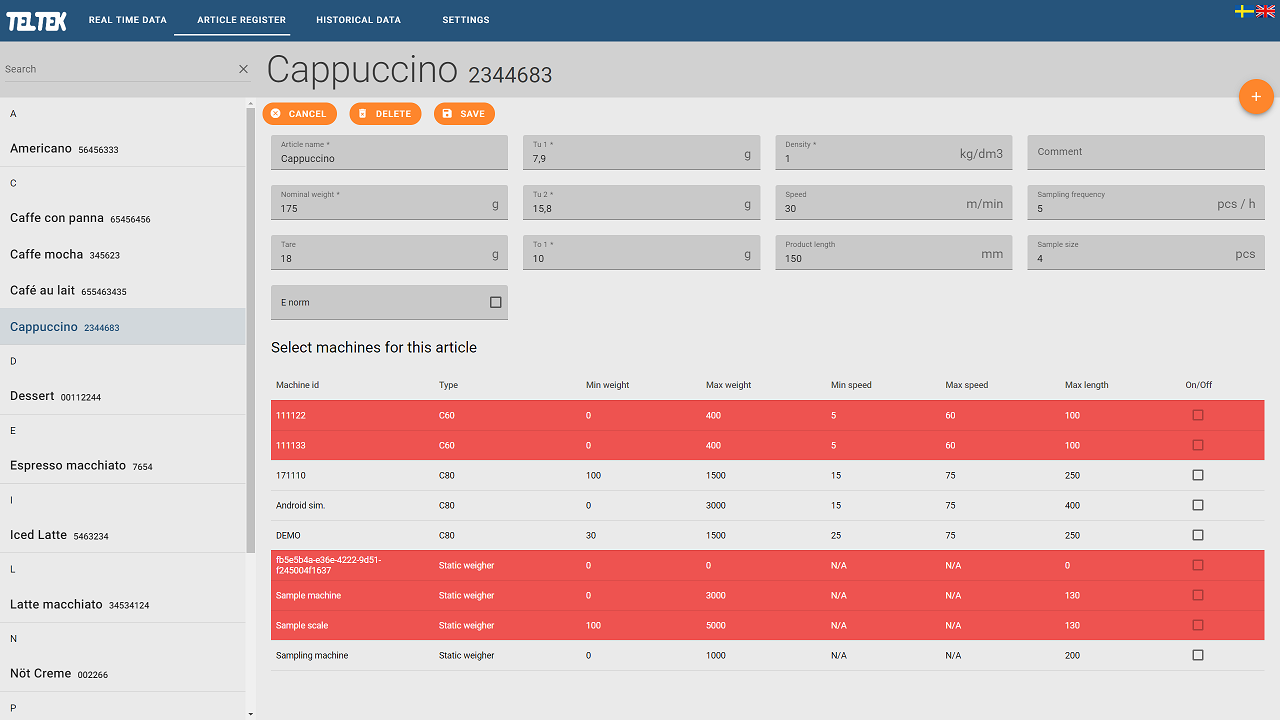 TELTEK
REAL TIME DATA
ARTICLE REGISTER
HISTORICAL DATA
SETTINGS
Search
Cappuccino 2344683
A
Americano 56456333
C
Caffe con panna 65456456
Caffe mocha 345623
Café au lait 655463435
Cappuccino 2344683
D
Dessert 00112244
E
Espresso macchiato 7654
I
Iced Latte 5463234
L
Latte macchiato 34534124
N
Nöt Creme 002266
P
CANCEL
DELETE
SAVE
Article name *
Cappuccino
Tu 1 *
7,9 g
Density *
1 kg/dm3
Comment
Nominal weight *
175 g
Tu 2 *
15,8 g
Speed
30 m/min
Sampling frequency
5 pcs / h
Tare
18 g
To 1 *
10 g
Product length
150 mm
Sample size
4 pcs
E norm
Select machines for this article
Machine id Type Min weight Max weight Min speed Max speed Max length On/Off
111122 C60 0 400 5 60 100
111133 C60 0 400 5 60 100
171110 C80 100 1500 15 75 250
Android sim. C80 0 3000 15 75 400
DEMO C80 30 1500 25 75 250
fb5e5b4a-e36e-4222-9d51-
f245004f1637 Static weigher 0 0 N/A N/A 0
Sample machine Static weigher 0 3000 N/A N/A 130
Sample scale Static weigher 100 5000 N/A N/A 130
Sampling machine Static weigher 0 1000 N/A N/A 200